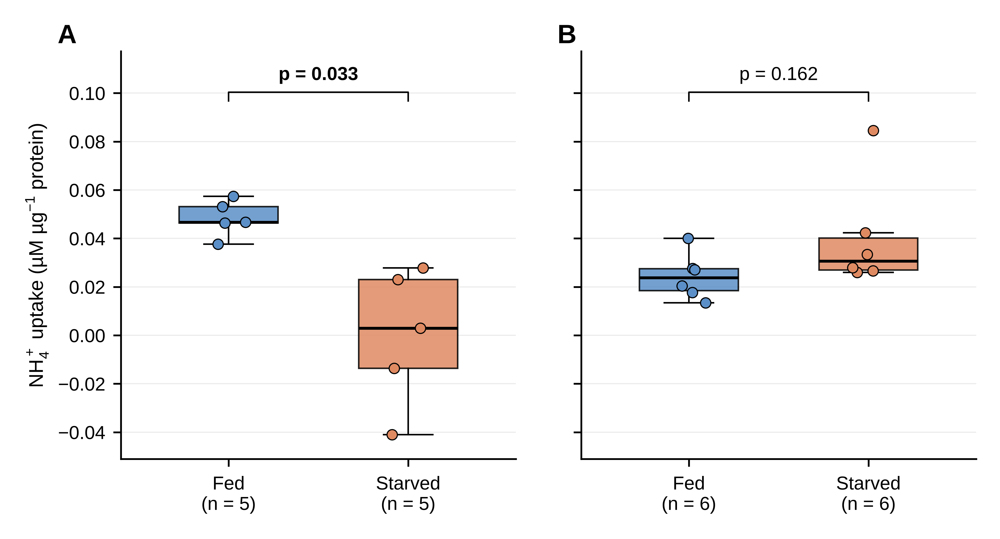 A
B
p = 0.033
p = 0.162
NH₄⁺ uptake (µM µg⁻¹ protein)
0.10
0.08
0.06
0.04
0.02
0.00
−0.02
−0.04
Fed
(n = 5)
Starved
(n = 5)
Fed
(n = 6)
Starved
(n = 6)